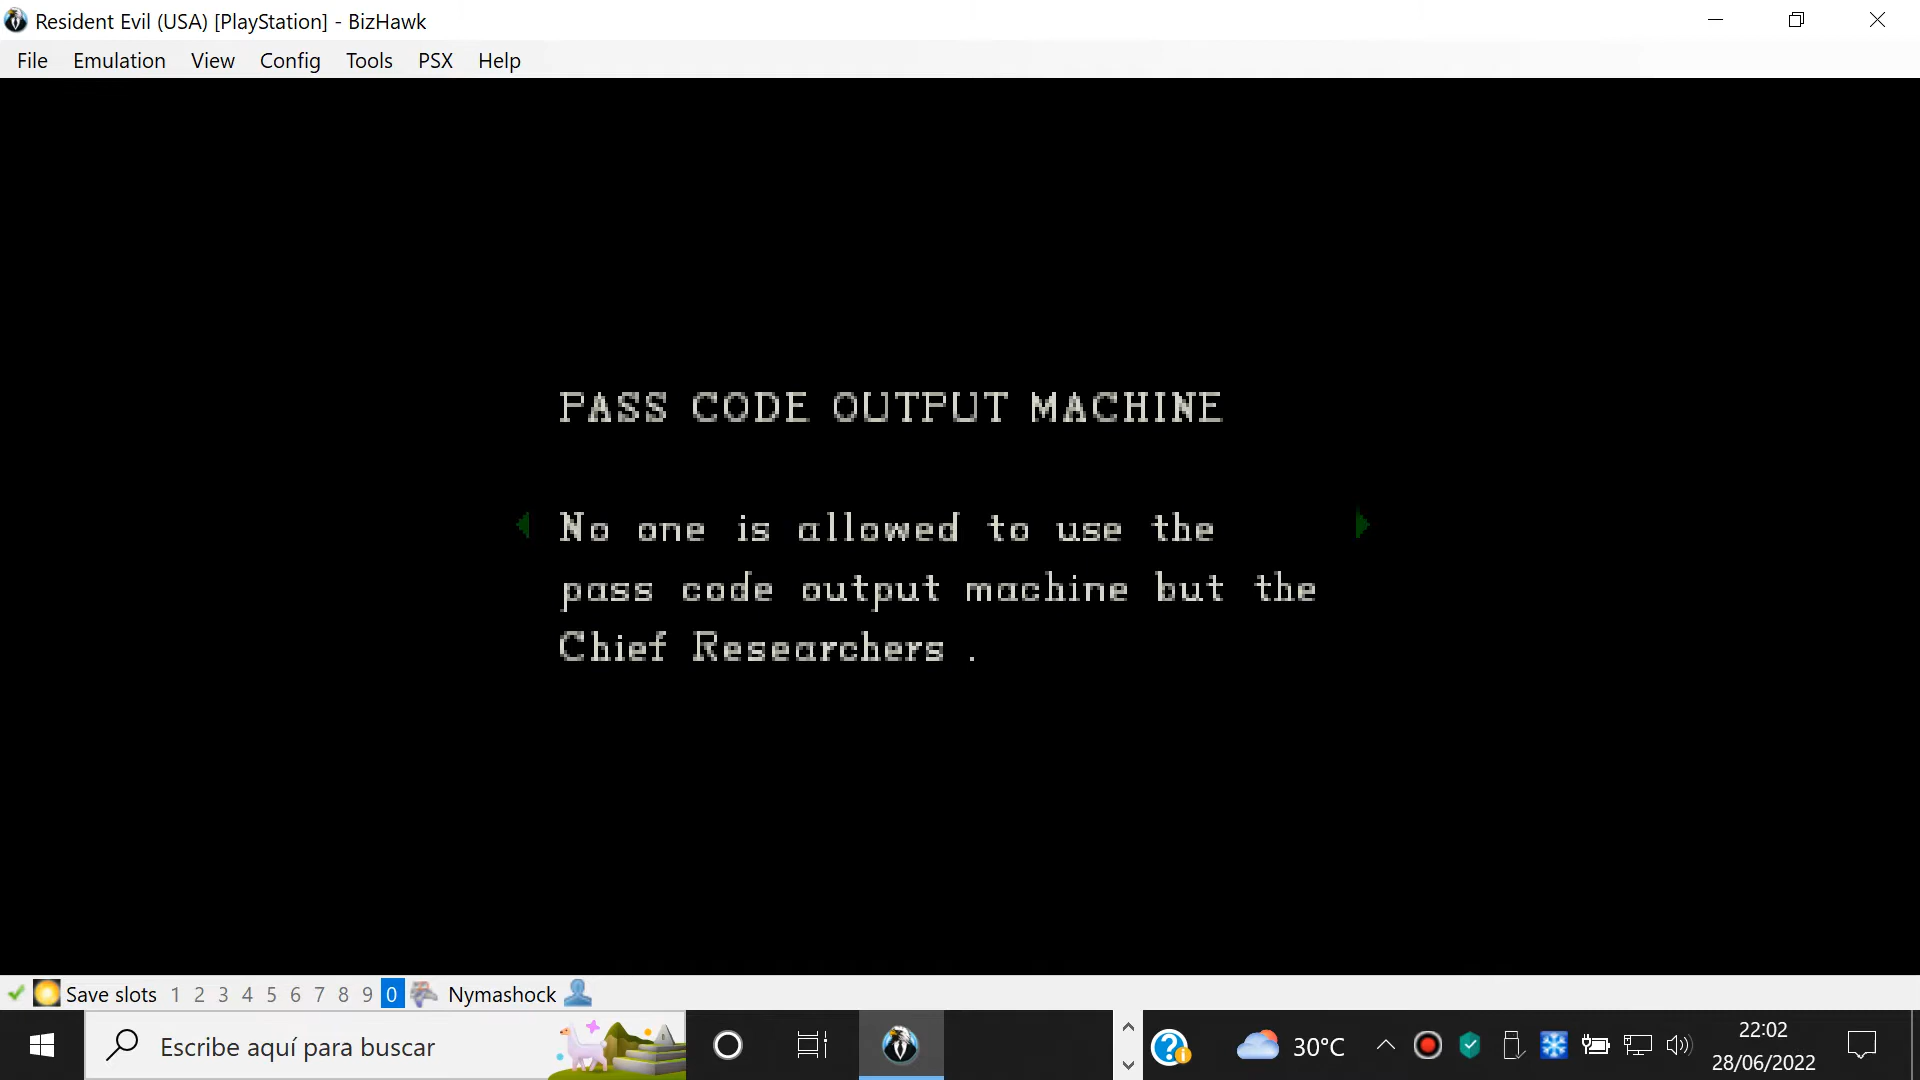 Resident Evil (USA) [PlayStation] - BizHawk
File Emulation View Config Tools PSX Help
PASS CODE OUTPUT MACHINE
No one is allowed to use the
pass code output machine but the
Chief Researchers .
Save slots 1 2 3 4 5 6 7 8 9 0 Nymashock
Escribe aquí para buscar
30°C
22:02
28/06/2022